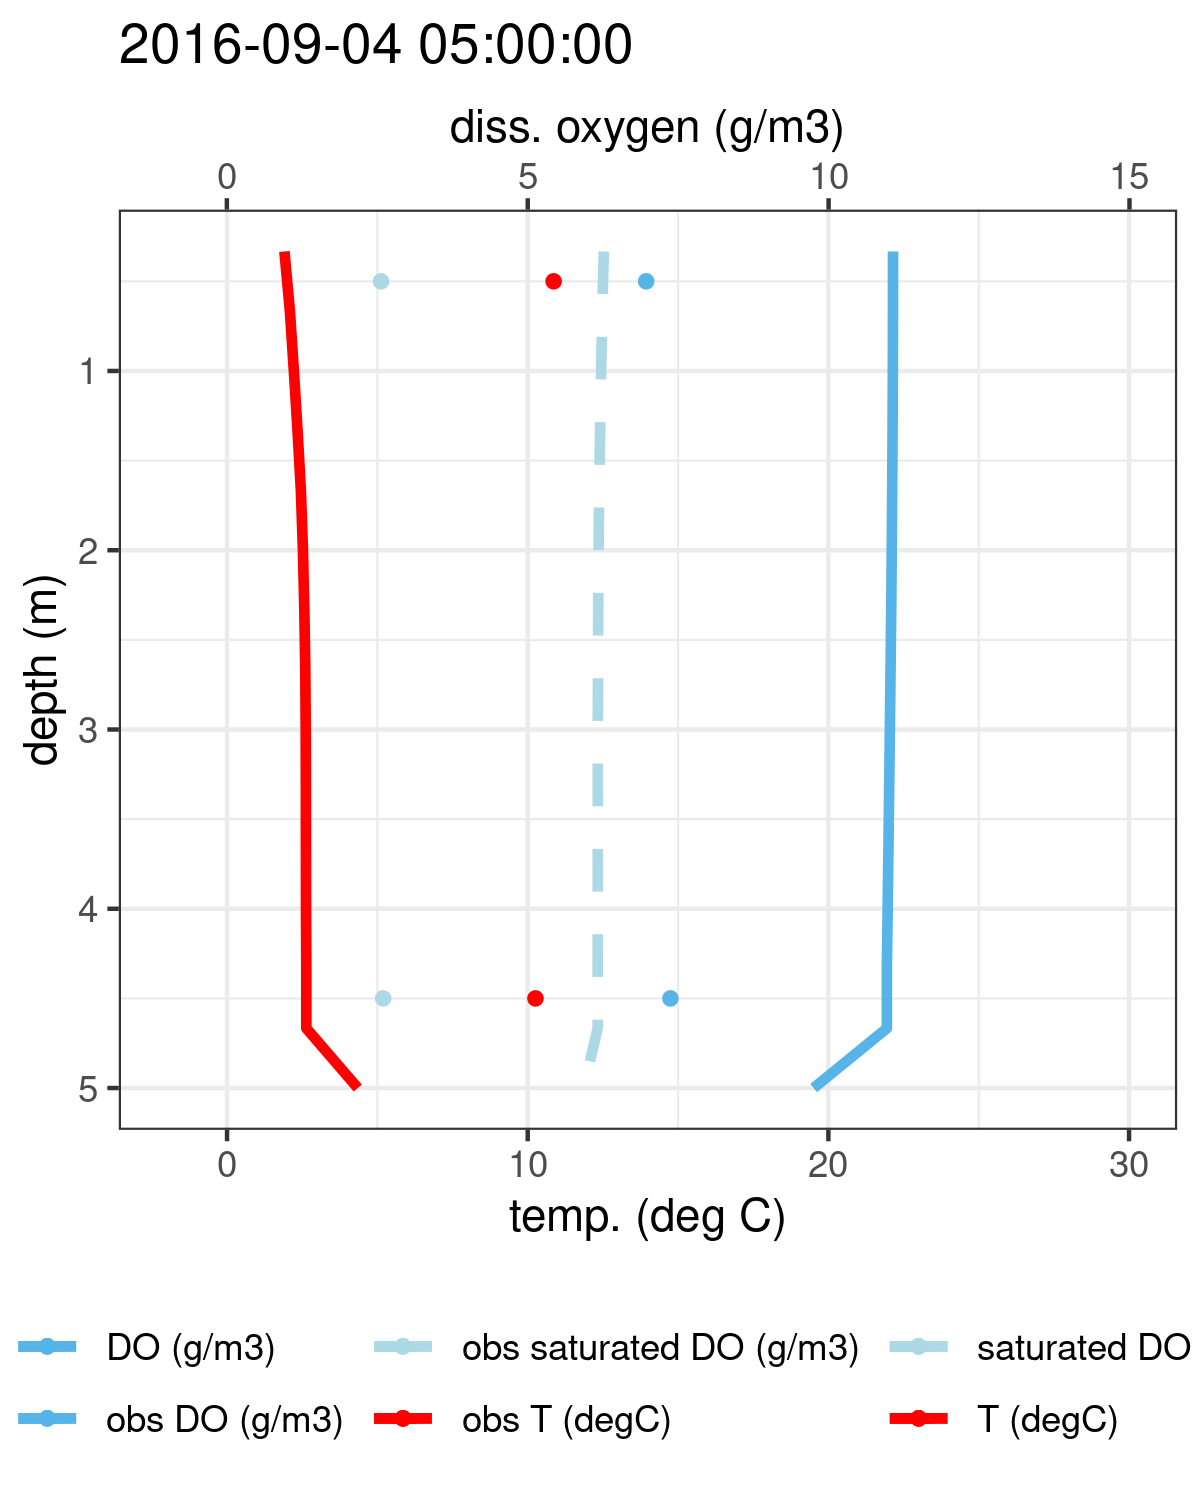 2016-09-04 05:00:00
diss. oxygen (g/m3)
0 5 10 15
depth (m)
1
2
3
4
5
0 10 20 30
temp. (deg C)
DO (g/m3) obs saturated DO (g/m3) saturated DO
obs DO (g/m3) obs T (degC) T (degC)